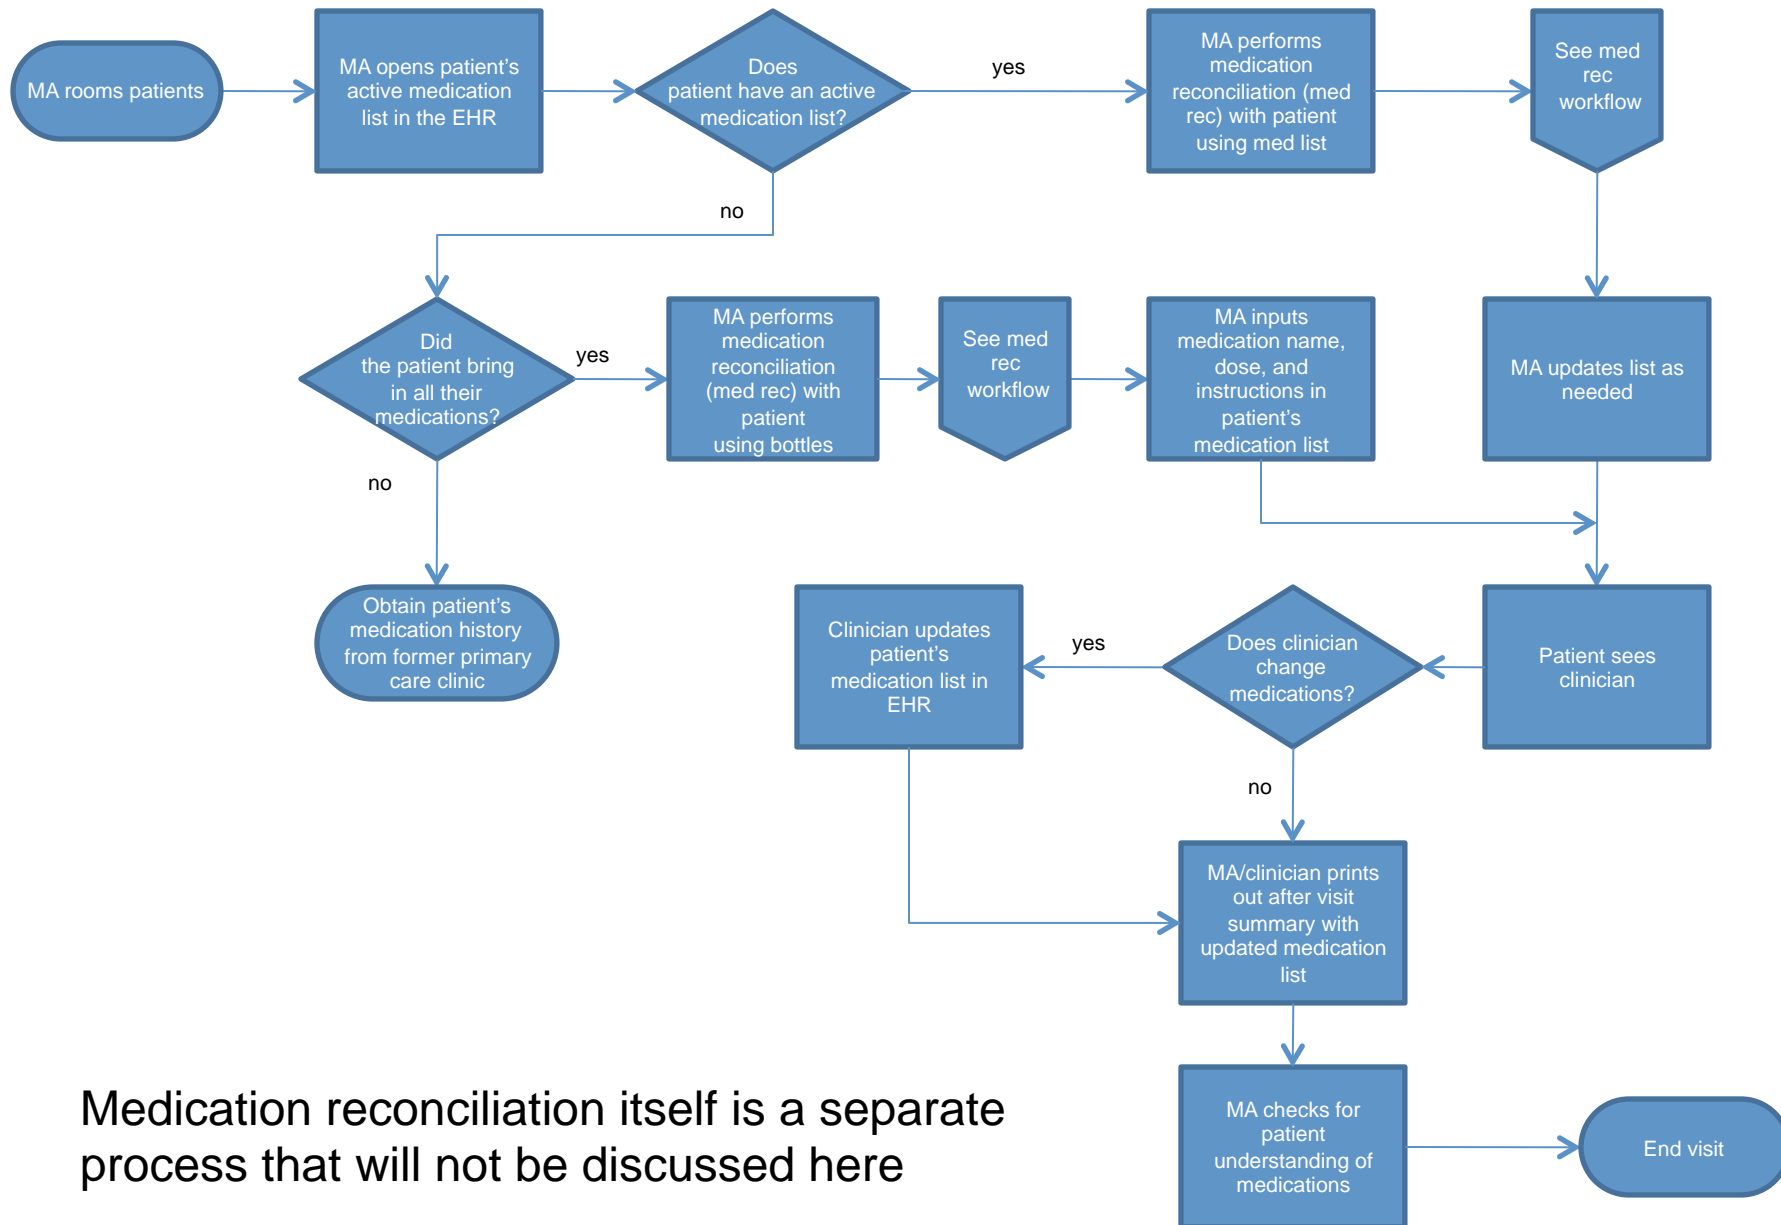 MA rooms patients
MA opens patient’s
active medication
list in the EHR
Does
patient have an active
medication list?
yes
MA performs
medication
reconciliation (med
rec) with patient
using med list
See med
rec
workflow
no
Did
the patient bring
in all their
medications?
yes
MA performs
medication
reconciliation
(med rec) with
patient
using bottles
See med
rec
workflow
MA inputs
medication name,
dose, and
instructions in
patient’s
medication list
MA updates list as
needed
no
Obtain patient’s
medication history
from former primary
care clinic
Clinician updates
patient’s
medication list in
EHR
yes
Does clinician
change
medications?
Patient sees
clinician
no
MA/clinician prints
out after visit
summary with
updated medication
list
MA checks for
patient
understanding of
medications
End visit
Medication reconciliation itself is a separate
process that will not be discussed here